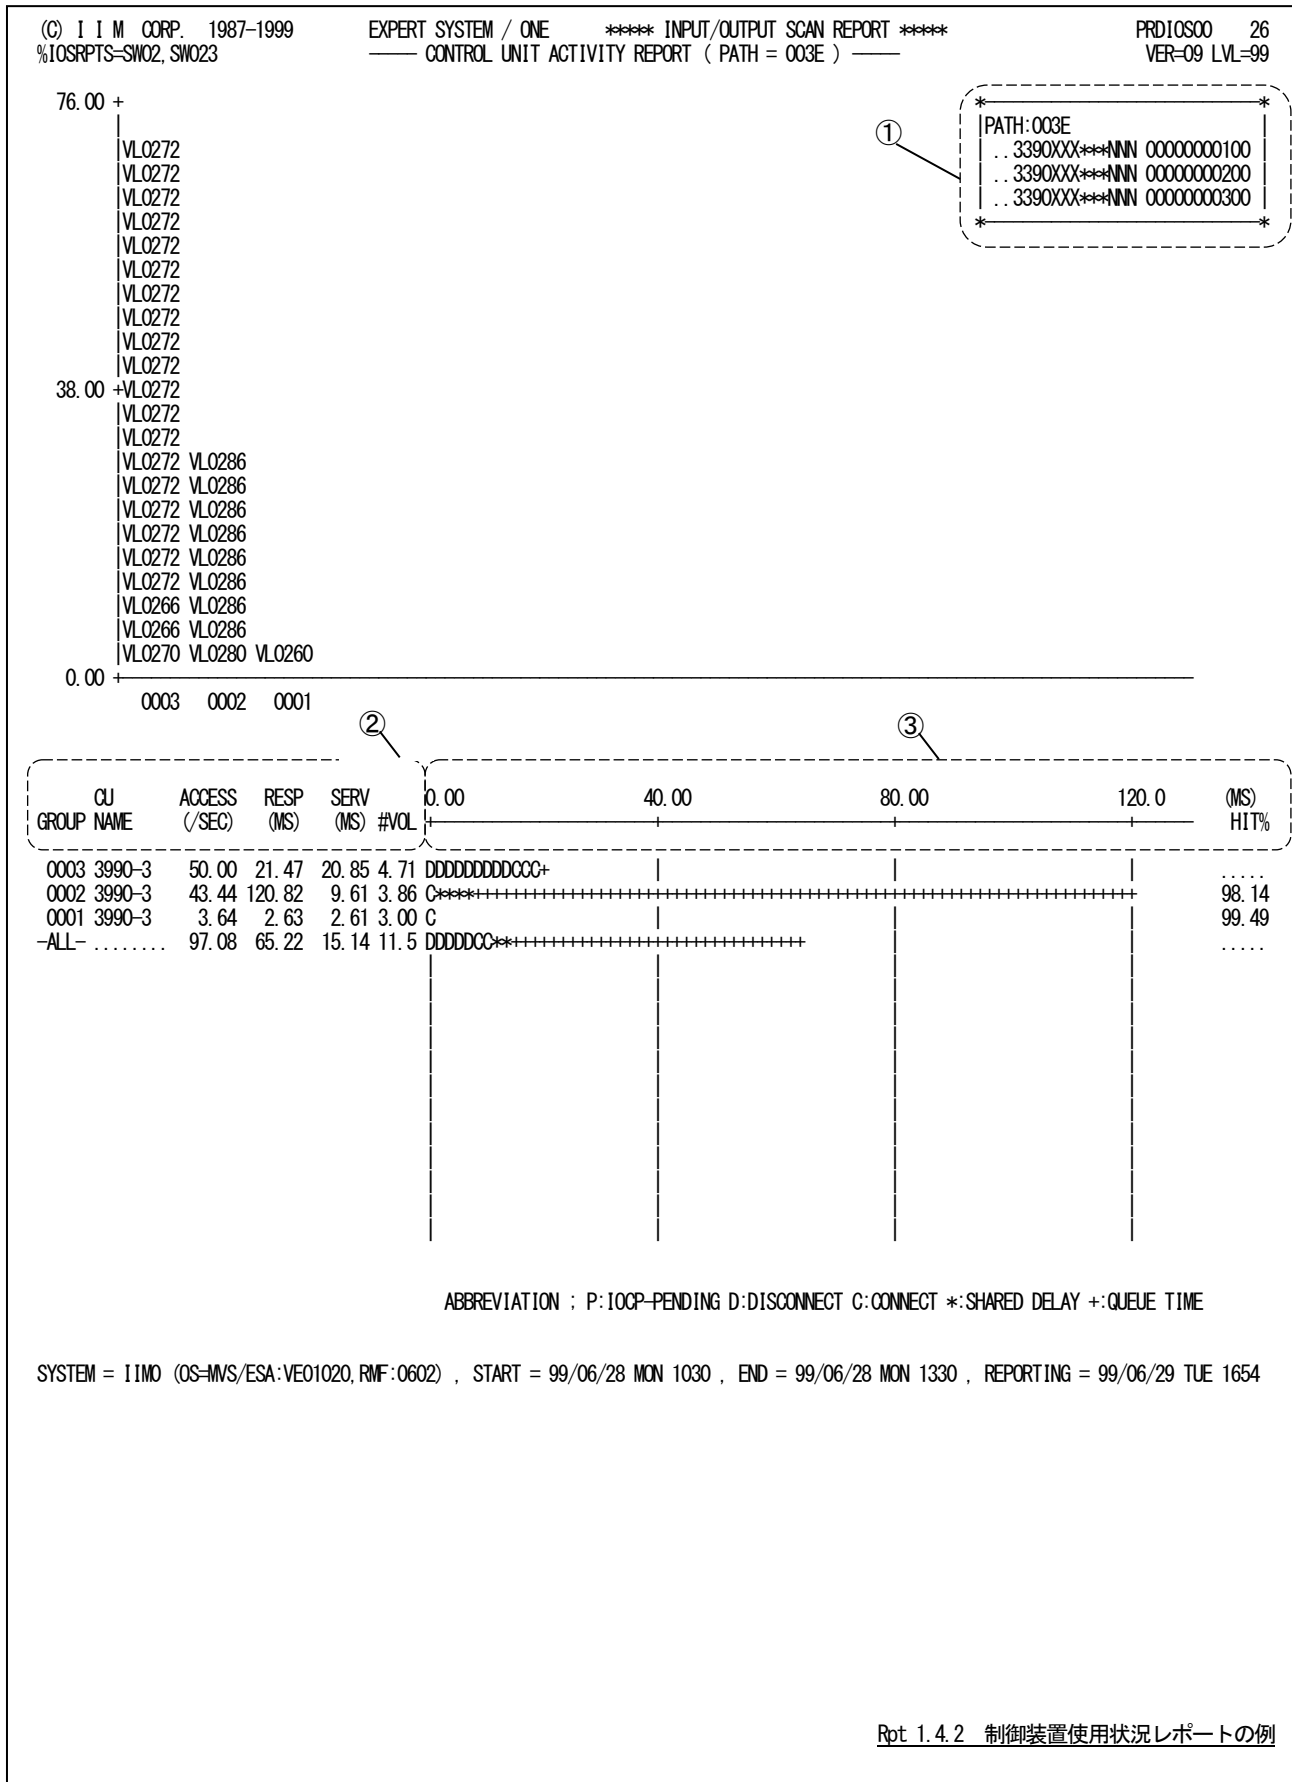 (C) I I M CORP. 1987-1999 EXPERT SYSTEM / ONE ***** INPUT/OUTPUT SCAN REPORT ***** PRDIOS00 26
%IOSRPTS=SW02,SW023 ----- CONTROL UNIT ACTIVITY REPORT ( PATH = 003E ) ----- VER=09 LVL=99
76.00 + *-----------------------------*
| ① |PATH:003E |
|VL0272 |..3390XXX***NNN 00000000100 |
|VL0272 |..3390XXX***NNN 00000000200 |
|VL0272 |..3390XXX***NNN 00000000300 |
|VL0272 *-----------------------------*
|VL0272
|VL0272
|VL0272
|VL0272
|VL0272
|VL0272
38.00 +VL0272
|VL0272
|VL0272
|VL0272 VL0286
|VL0272 VL0286
|VL0272 VL0286
|VL0272 VL0286
|VL0272 VL0286
|VL0272 VL0286
|VL0266 VL0286
|VL0266 VL0286
|VL0270 VL0280 VL0260
0.00 +
0003 0002 0001
② ③
CU ACCESS RESP SERV 0.00 40.00 80.00 120.0 (MS)
GROUP NAME (/SEC) (MS) (MS) #VOL + + + + HIT%
0003 3990-3 50.00 21.47 20.85 4.71 DDDDDDDDDCCC+ .....
0002 3990-3 43.44 120.82 9.61 3.86 C****++++++++++++++++++++++++++++++++++++++++++++++++++++++++++++++++++++ 98.14
0001 3990-3 3.64 2.63 2.61 3.00 C 99.49
-ALL- ........ 97.08 65.22 15.14 11.5 DDDDDCC**++++++++++++++++++++++++++++++ .....
ABBREVIATION ; P:IOCP-PENDING D:DISCONNECT C:CONNECT *:SHARED DELAY +:QUEUE TIME
SYSTEM = IIM0 (OS=MVS/ESA:VE01020,RMF:0602) , START = 99/06/28 MON 1030 , END = 99/06/28 MON 1330 , REPORTING = 99/06/29 TUE 1654
Rpt 1.4.2 制御装置使用状況レポートの例